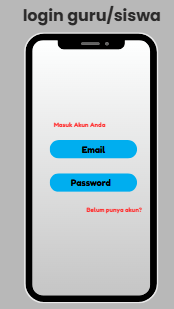 login guru/siswa
Masuk Akun Anda
Email
Password
Belum punya akun?